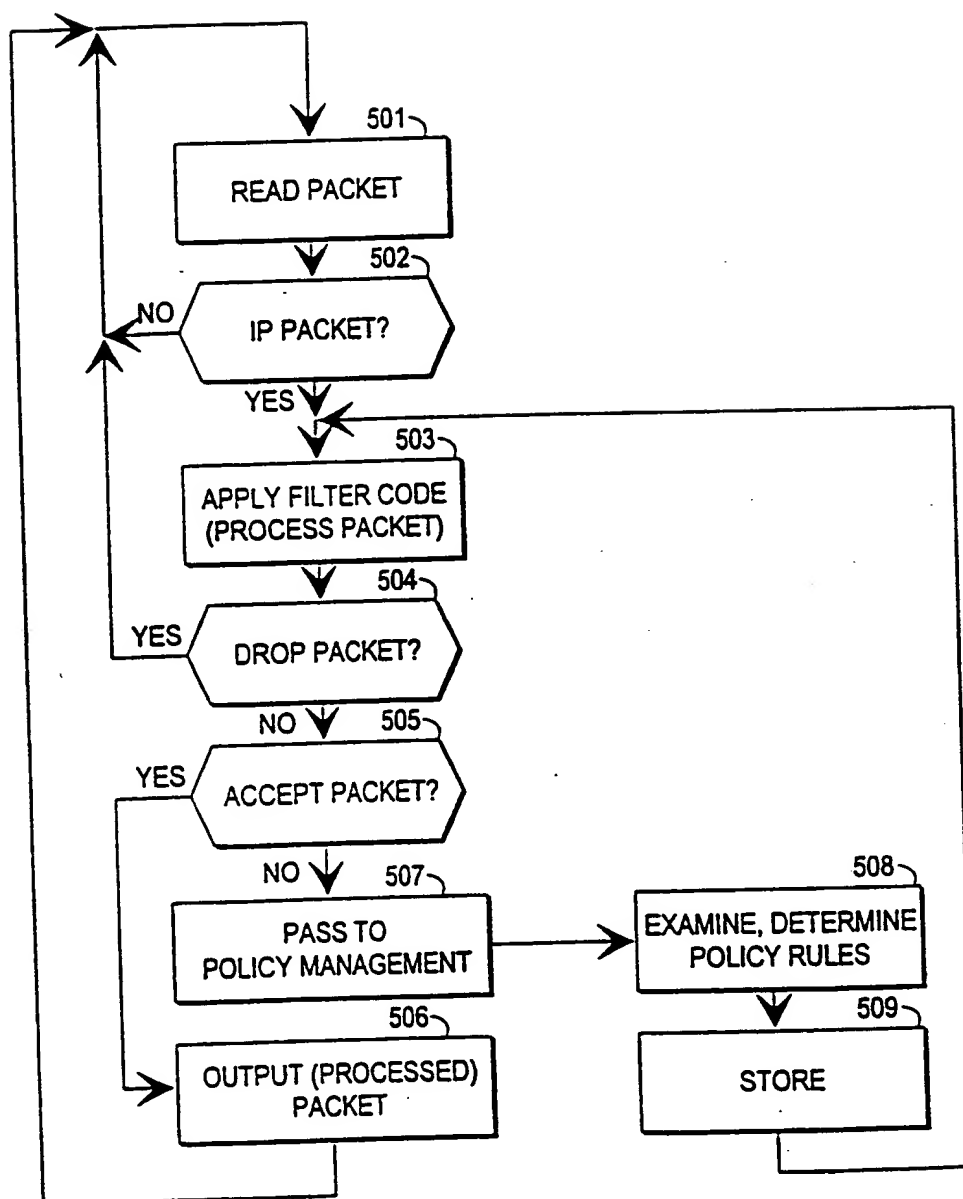 501
READ PACKET
502
NO
IP PACKET?
YES
503
APPLY FILTER CODE
(PROCESS PACKET)
504
YES
DROP PACKET?
NO
505
YES
ACCEPT PACKET?
NO
507
PASS TO
POLICY MANAGEMENT
508
EXAMINE, DETERMINE
POLICY RULES
506
OUTPUT (PROCESSED)
PACKET
509
STORE